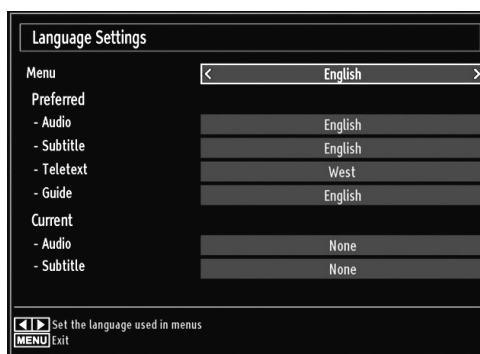 Language Settings
Menu < English >
Preferred
- Audio English
- Subtitle English
- Teletext West
- Guide English
Current
- Audio None
- Subtitle None
Set the language used in menus
MENU Exit